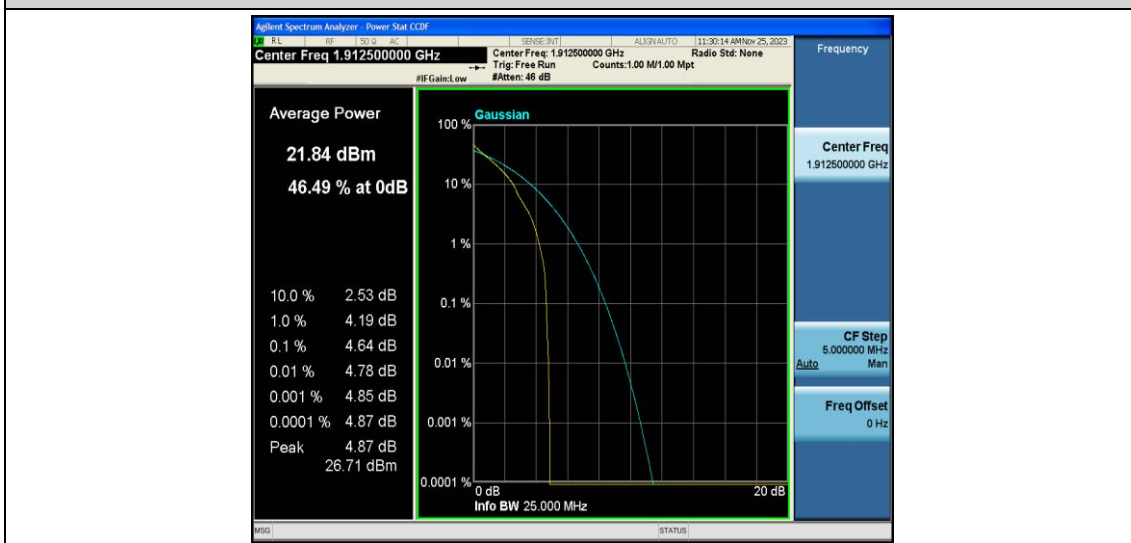 Agilent Spectrum Analyzer - Power Stat CCDF
RL RF 50 Ω AC SENSE:INT ALIGN AUTO 11:30:14 AM Nov 25, 2023
Center Freq 1.912500000 GHz
Center Freq: 1.912500000 GHz Radio Std: None
Trig: Free Run Counts:1.00 M/1.00 Mpt
#IFGain:Low #Atten: 46 dB
Frequency
Average Power
21.84 dBm
46.49 % at 0dB
10.0 % 2.53 dB
1.0 % 4.19 dB
0.1 % 4.64 dB
0.01 % 4.78 dB
0.001 % 4.85 dB
0.0001 % 4.87 dB
Peak 4.87 dB
26.71 dBm
Gaussian
100 %
10 %
1 %
0.1 %
0.01 %
0.001 %
0.0001 %
0 dB 20 dB
Info BW 25.000 MHz
Center Freq
1.912500000 GHz
CF Step
5.000000 MHz
Auto Man
Freq Offset
0 Hz
MSG STATUS